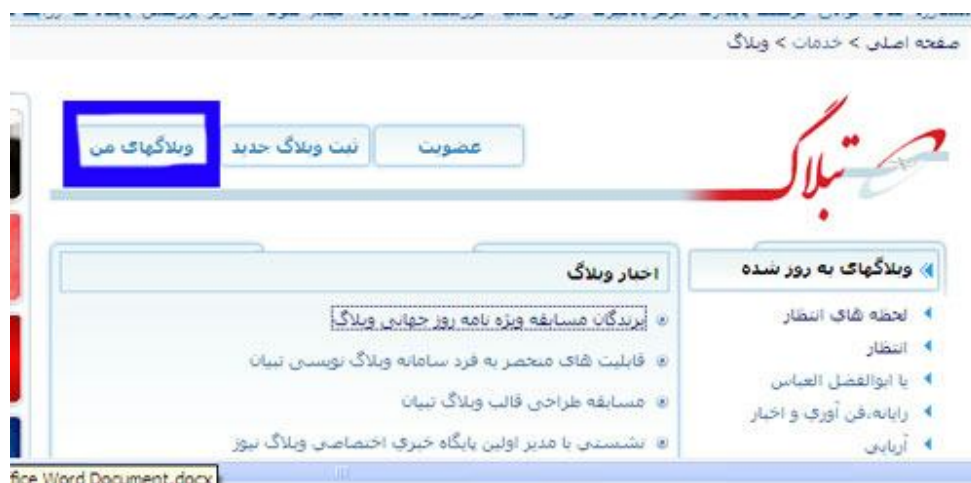 صفحه اصلی > خدمات > وبلاگ
عضویت
ثبت وبلاگ جدید
وبلاگهای من
تبلاگ
وبلاگهای به روز شده
لحظه های انتظار
انتظار
یا ابوالفضل العباس
رایانه،فن آوری و اخبار
آریایی
اخبار وبلاگ
برندگان مسابقه ویژه نامه روز جهانی وبلاگ
قابلیت های منحصر به فرد سامانه وبلاگ نویسی تبیان
مسابقه طراحی قالب وبلاگ تبیان
نشستی با مدیر اولین پایگاه خبری اختصاصی وبلاگ نیوز
fice Word Document.docx